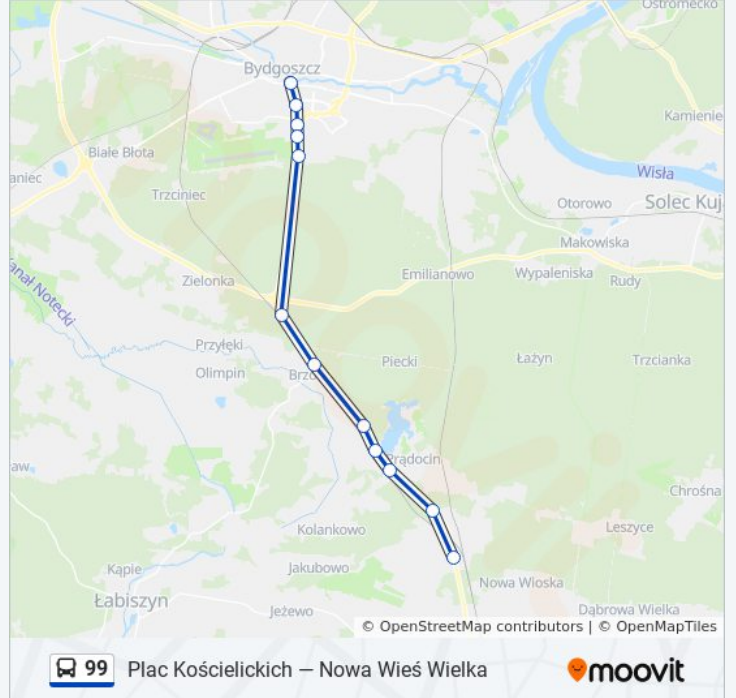 Ostromecko
Bydgoszcz
Kamienie
Białe Błota
Wisła
aniec
Trzciniec
Otorowo
Solec Kuj
Makowiska
Kanał Notecki
Emilianowo
Wypaleniska
Rudy
Zielonka
Przyłęki
Piecki
Łażyn
Trzcianka
Olimpin
Brzo
Prądocin
aw
Chrośna
Leszyce
Kolankowo
Kąpie
Jakubowo
Nowa Wioska
Łabiszyn
Jeżewo
Dąbrowa Wielka
© OpenStreetMap contributors | © OpenMapTiles
99 Plac Kościelickich — Nowa Wieś Wielka
moovit